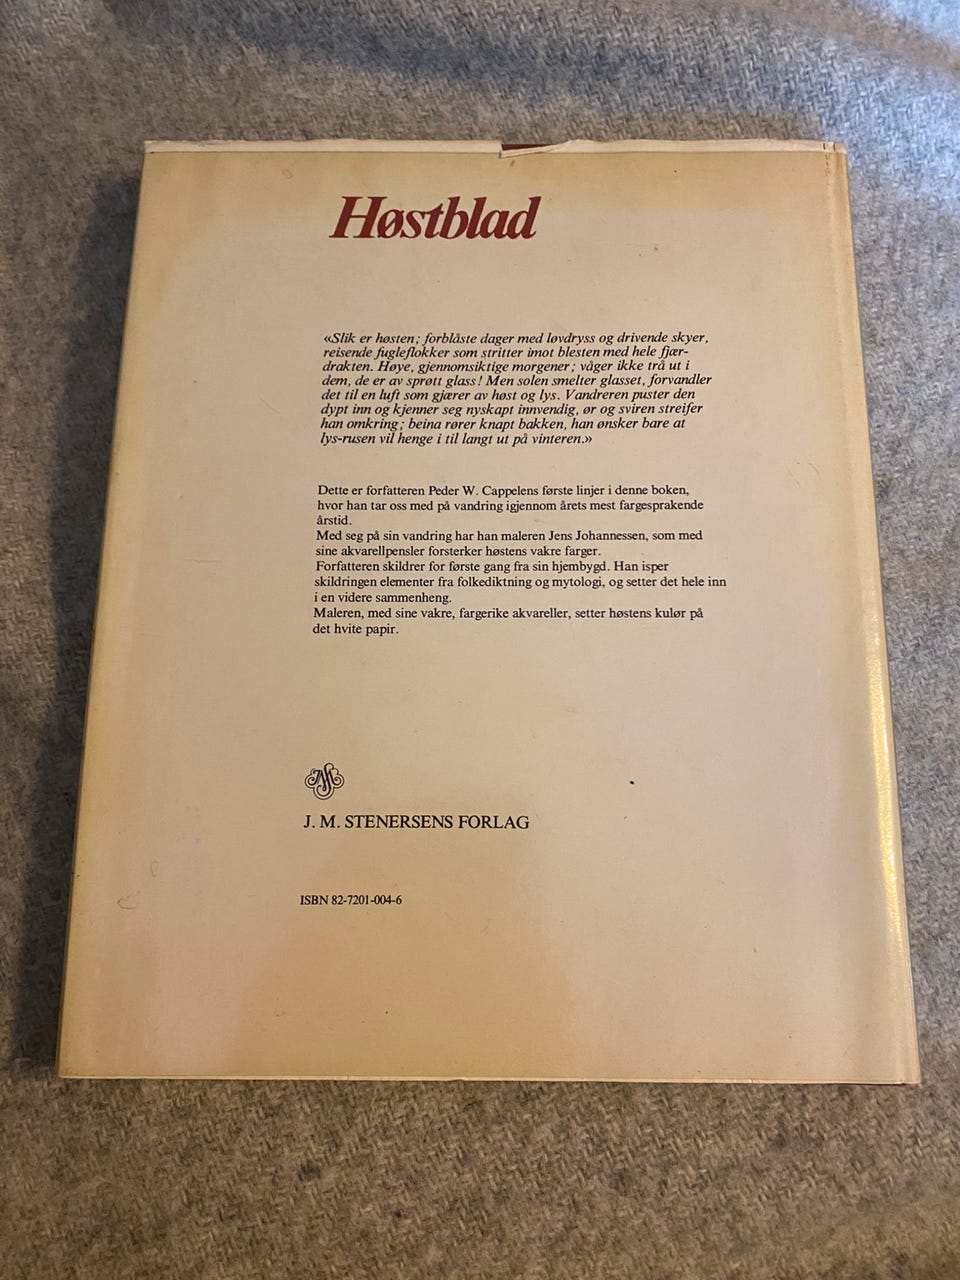 Høstblad
«Slik er høsten; forblåste dager med løvdryss og drivende skyer,
reisende fugleflokker som stritter imot blesten med hele fjær-
drakten. Høye, gjennomsiktige morgener; våger ikke trå ut i
dem, de er av sprøtt glass! Men solen smelter glasset, forvandler
det til en luft som gjærer av høst og lys. Vandreren puster den
dypt inn og kjenner seg nyskapt innvendig, ør og sviren streifer
han omkring; beina rører knapt bakken, han ønsker bare at
lys-rusen vil henge i til langt ut på vinteren.»
Dette er forfatteren Peder W. Cappelens første linjer i denne boken,
hvor han tar oss med på vandring igjennom årets mest fargesprakende
årstid.
Med seg på sin vandring har han maleren Jens Johannessen, som med
sine akvarellpensler forsterker høstens vakre farger.
Forfatteren skildrer for første gang fra sin hjembygd. Han isper
skildringen elementer fra folkediktning og mytologi, og setter det hele inn
i en videre sammenheng.
Maleren, med sine vakre, fargerike akvareller, setter høstens kulør på
det hvite papir.
J. M. STENERSENS FORLAG
ISBN 82-7201-004-6